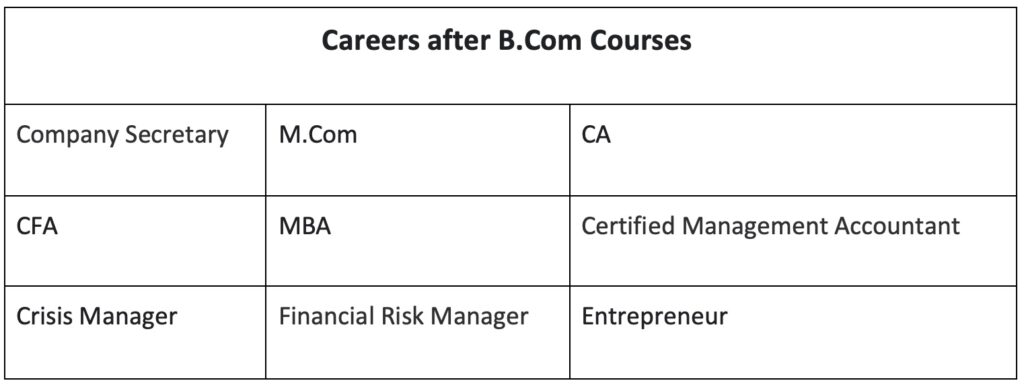 Careers after B.Com Courses
Company Secretary M.Com CA
CFA MBA Certified Management Accountant
Crisis Manager Financial Risk Manager Entrepreneur